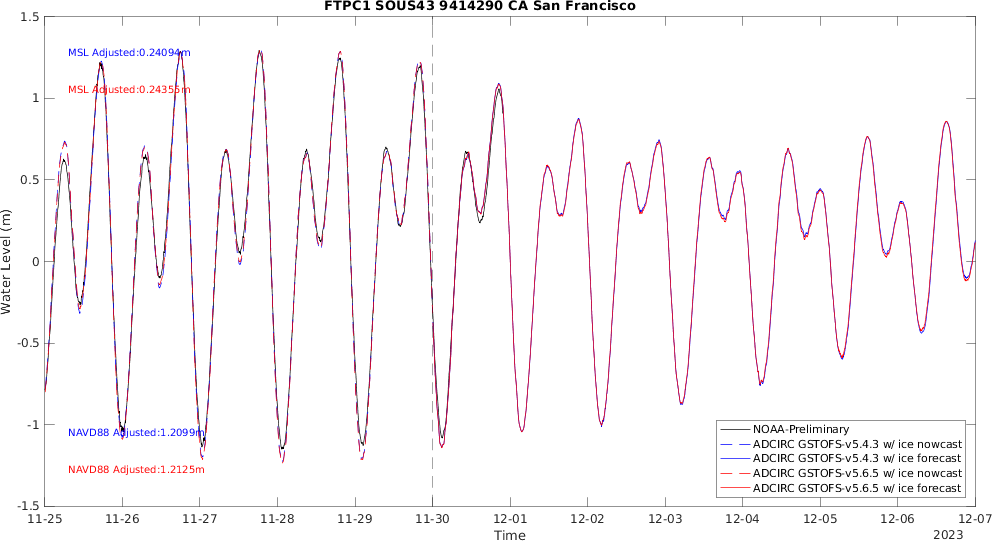 FTPC1 SOUS43 9414290 CA San Francisco
1.5
1
0.5
0
-0.5
-1
-1.5
Water Level (m)
MSL Adjusted:0.24094m
MSL Adjusted:0.24355m
NAVD88 Adjusted:1.2099m
NAVD88 Adjusted:1.2125m
NOAA-Preliminary
ADCIRC GSTOFS-v5.4.3 w/ ice nowcast
ADCIRC GSTOFS-v5.4.3 w/ ice forecast
ADCIRC GSTOFS-v5.6.5 w/ ice nowcast
ADCIRC GSTOFS-v5.6.5 w/ ice forecast
11-25 11-26 11-27 11-28 11-29 11-30 12-01 12-02 12-03 12-04 12-05 12-06 12-07
Time
2023